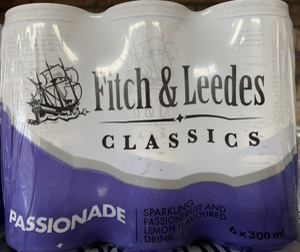 Fitch & Leedes
CLASSICS
PASSIONADE
SPARKLING
PASSIONFRUIT AND
LEMON FLAVOURED
DRINK
6 x 300 ml